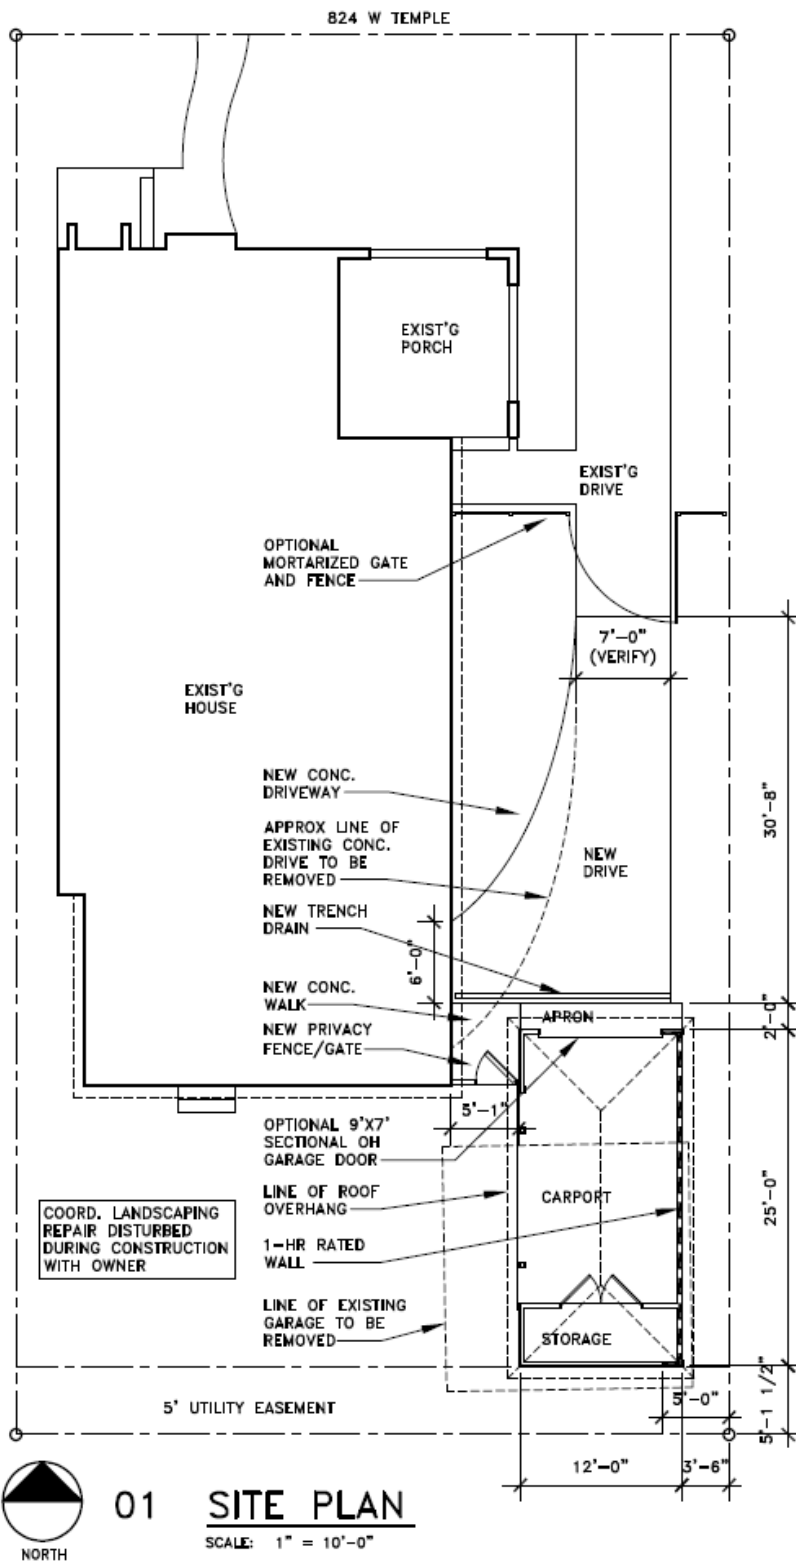 824 W TEMPLE
EXIST'G
PORCH
EXIST'G
DRIVE
OPTIONAL
MORTARIZED GATE
AND FENCE
7'-0"
(VERIFY)
EXIST'G
HOUSE
NEW CONC.
DRIVEWAY
30'-8"
APPROX LINE OF
EXISTING CONC.
DRIVE TO BE
REMOVED
NEW
DRIVE
NEW TRENCH
DRAIN
6'-0"
NEW CONC.
WALK
APRON
2'-0"
NEW PRIVACY
FENCE/GATE
5'-1"
OPTIONAL 9'X7'
SECTIONAL OH
GARAGE DOOR
LINE OF ROOF
OVERHANG
CARPORT
25'-0"
COORD. LANDSCAPING
REPAIR DISTURBED
DURING CONSTRUCTION
WITH OWNER
1-HR RATED
WALL
LINE OF EXISTING
GARAGE TO BE
REMOVED
STORAGE
5' UTILITY EASEMENT
5'-0"
5'-1 1/2"
12'-0"
3'-6"
NORTH
01 SITE PLAN
SCALE: 1" = 10'-0"